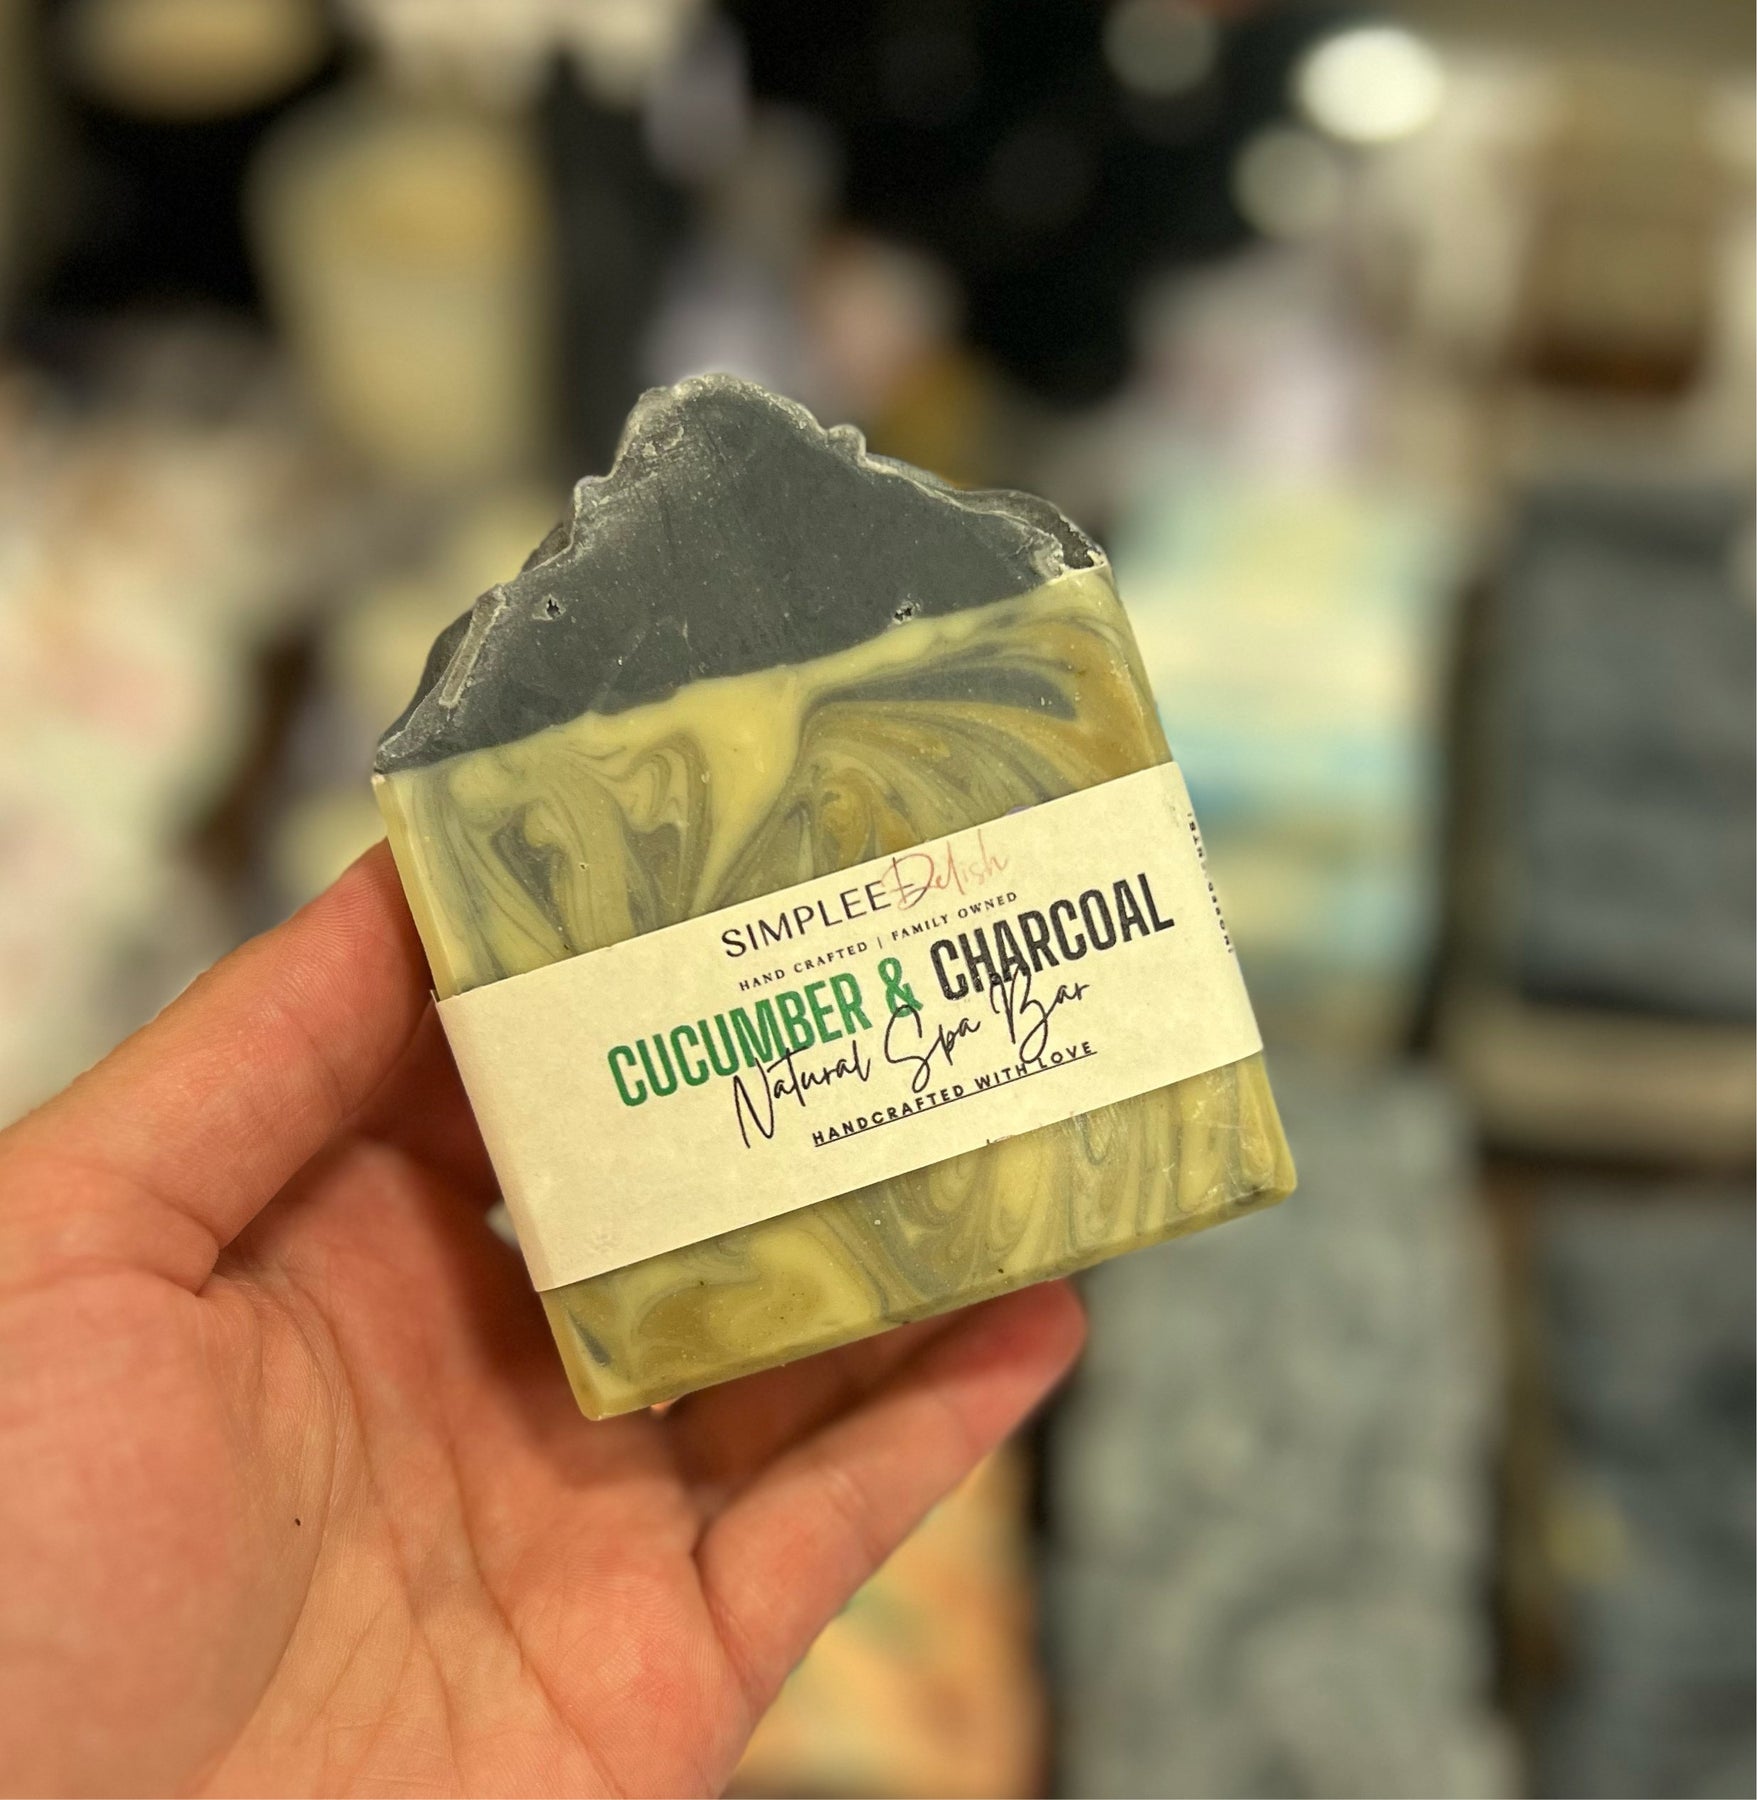 SIMPLEE Delish
HAND CRAFTED | FAMILY OWNED
CUCUMBER & CHARCOAL
Natural Spa Bar
HANDCRAFTED WITH LOVE